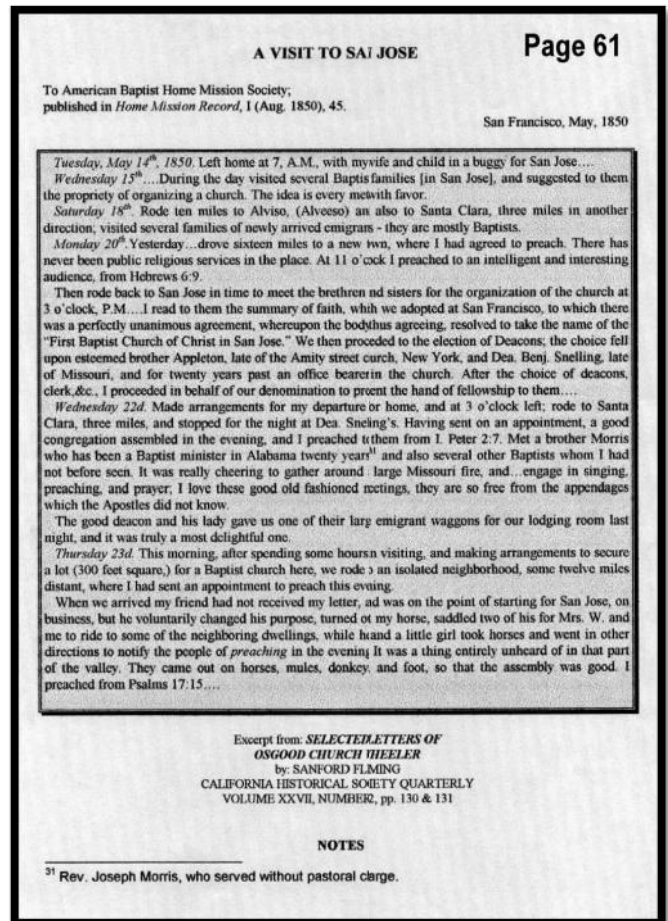 Page 61
A VISIT TO SAI JOSE
To American Baptist Home Mission Society;
published in Home Mission Record, I (Aug. 1850), 45.
San Francisco, May, 1850
Tuesday, May 14th, 1850. Left home at 7, A.M., with mywife and child in a buggy for San Jose....
Wednesday 15th....During the day visited several Baptisfamilies [in San Jose], and suggested to them
the propriety of organizing a church. The idea is every metwith favor.
Saturday 18th. Rode ten miles to Alviso, (Alveeso) an also to Santa Clara, three miles in another
direction; visited several families of newly arrived emigrans - they are mostly Baptists.
Monday 20th.Yesterday...drove sixteen miles to a new twn, where I had agreed to preach. There has
never been public religious services in the place. At 11 o'cock I preached to an intelligent and interesting
audience, from Hebrews 6:9.
Then rode back to San Jose in time to meet the brethren nd sisters for the organization of the church at
3 o'clock, P.M....I read to them the summary of faith, whih we adopted at San Francisco, to which there
was a perfectly unanimous agreement, whereupon the bodythus agreeing, resolved to take the name of the
"First Baptist Church of Christ in San Jose." We then proceded to the election of Deacons; the choice fell
upon esteemed brother Appleton, late of the Amity street curch, New York, and Dea. Benj. Snelling, late
of Missouri, and for twenty years past an office bearerin the church. After the choice of deacons,
clerk,&c., I proceeded in behalf of our denomination to preent the hand of fellowship to them....
Wednesday 22d. Made arrangements for my departure or home, and at 3 o'clock left; rode to Santa
Clara, three miles, and stopped for the night at Dea. Sneling's. Having sent on an appointment, a good
congregation assembled in the evening, and I preached tthem from I. Peter 2:7. Met a brother Morris
who has been a Baptist minister in Alabama twenty years31 and also several other Baptists whom I had
not before seen. It was really cheering to gather around large Missouri fire, and...engage in singing,
preaching, and prayer; I love these good old fashioned meetings, they are so free from the appendages
which the Apostles did not know.
The good deacon and his lady gave us one of their larg emigrant waggons for our lodging room last
night, and it was truly a most delightful one.
Thursday 23d. This morning, after spending some hoursn visiting, and making arrangements to secure
a lot (300 feet square,) for a Baptist church here, we rode an isolated neighborhood, some twelve miles
distant, where I had sent an appointment to preach this evning.
When we arrived my friend had not received my letter, ad was on the point of starting for San Jose, on
business, but he voluntarily changed his purpose, turned ot my horse, saddled two of his for Mrs. W. and
me to ride to some of the neighboring dwellings, while hand a little girl took horses and went in other
directions to notify the people of preaching in the evening It was a thing entirely unheard of in that part
of the valley. They came out on horses, mules, donkey, and foot, so that the assembly was good. I
preached from Psalms 17:15....
Excerpt from: SELECTEDLETTERS OF
OSGOOD CHURCH THEELER
by: SANFORD FLMING
CALIFORNIA HISTORICAL SOIETY QUARTERLY
VOLUME XXVII, NUMBER2, pp. 130 & 131
NOTES
31 Rev. Joseph Morris, who served without pastoral clarge.